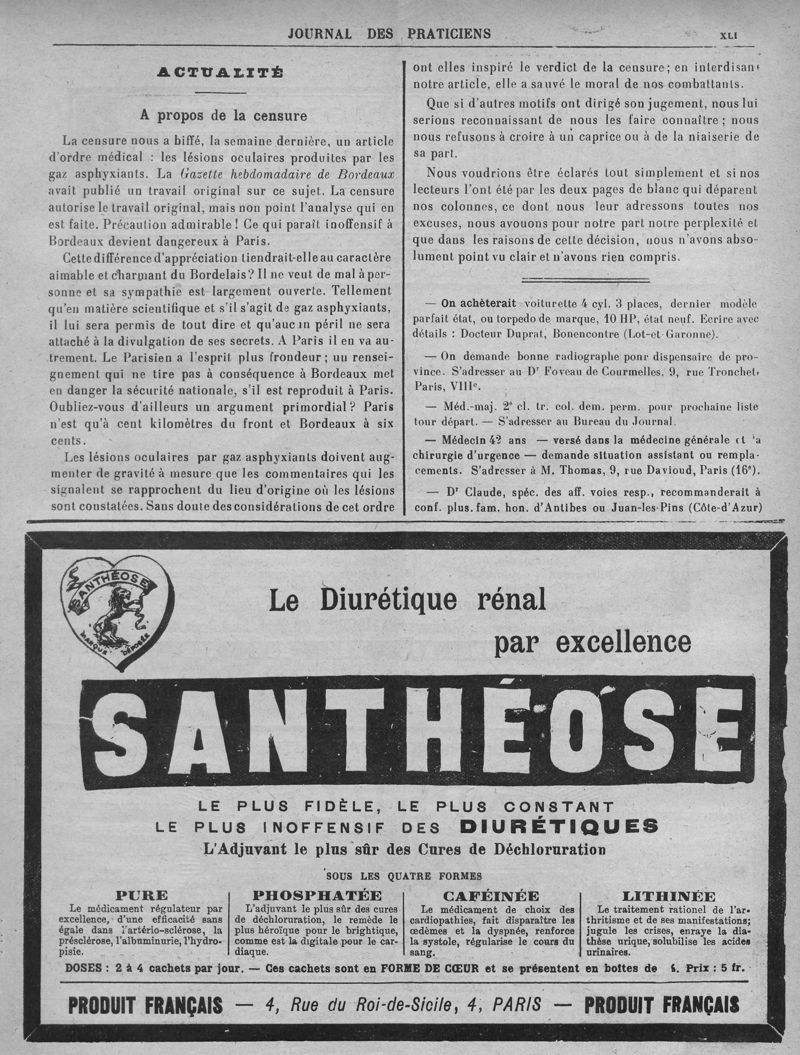 JOURNAL DES PRATICIENS
XLI
ACTUALITÉ
A propos de la censure
La censure nous a biffé, la semaine dernière, un article
d'ordre médical : les lésions oculaires produites par les
gaz asphyxiants. La Gazette hebdomadaire de Bordeaux
avait publié un travail original sur ce sujet. La censure
autorise le travail original, mais non point l'analyse qui en
est faite. Précaution admirable ! Ce qui paraît inoffensif à
Bordeaux devient dangereux à Paris.
Cette différence d'appréciation tiendrait-elle au caractère
aimable et charmant du Bordelais? Il ne veut de mal à per-
sonne et sa sympathie est largement ouverte. Tellement
qu'en matière scientifique et s'il s'agit de gaz asphyxiants,
il lui sera permis de tout dire et qu'aucun péril ne sera
attaché à la divulgation de ses secrets. A Paris il en va au-
trement. Le Parisien a l'esprit plus frondeur ; un rensei-
gnement qui ne tire pas à conséquence à Bordeaux met
en danger la sécurité nationale, s'il est reproduit à Paris.
Oubliez-vous d'ailleurs un argument primordial ? Paris
n'est qu'à cent kilomètres du front et Bordeaux à six
cents.
Les lésions oculaires par gaz asphyxiants doivent aug-
menter de gravité à mesure que les commentaires qui les
signalent se rapprochent du lieu d'origine où les lésions
sont constatées. Sans doute des considérations de cet ordre
ont elles inspiré le verdict de la censure ; en interdisant
notre article, elle a sauvé le moral de nos combattants.
Que si d'autres motifs ont dirigé son jugement, nous lui
serions reconnaissant de nous les faire connaître ; nous
nous refusons à croire à un caprice ou à de la niaiserie de
sa part.
Nous voudrions être éclarés tout simplement et si nos
lecteurs l'ont été par les deux pages de blanc qui déparent
nos colonnes, ce dont nous leur adressons toutes nos
excuses, nous avouons pour notre part notre perplexité et
que dans les raisons de cette décision, nous n'avons abso-
lument point vu clair et n'avons rien compris.
— On achèterait voiturette 4 cyl. 3 places, dernier modèle
parfait état, ou torpedo de marque, 10 HP, état neuf. Ecrire avec
détails : Docteur Duprat, Bonencontre (Lot-et-Garonne).
— On demande bonne radiographe pour dispensaire de pro-
vince. S'adresser au Dr Foveau de Courmelles, 9, rue Tronchet,
Paris, VIIIe.
— Méd.-maj. 2e cl. tr. col. dem. perm. pour prochaine liste
tour départ. — S'adresser au Bureau du Journal.
— Médecin 42 ans — versé dans la médecine générale et la
chirurgie d'urgence — demande situation assistant ou rempla-
cements. S'adresser à M. Thomas, 9, rue Davioud, Paris (16e).
— Dr Claude, spéc. des aff. voies resp., recommanderait à
conf. plus. fam. hon. d'Antibes ou Juan-les-Pins (Côte-d'Azur)
SANTHÉOSE
MARQUE DÉPOSÉE
Le Diurétique rénal
par excellence
SANTHÉOSE
LE PLUS FIDÈLE, LE PLUS CONSTANT
LE PLUS INOFFENSIF DES DIURÉTIQUES
L'Adjuvant le plus sûr des Cures de Déchloruration
SOUS LES QUATRE FORMES
PURE
Le médicament régulateur par
excellence, d'une efficacité sans
égale dans l'artério-sclérose, la
présclérose, l'albuminurie, l'hydro-
pisie.
PHOSPHATÉE
L'adjuvant le plus sûr des cures
de déchloruration, le remède le
plus héroïque pour le brightique,
comme est la digitale pour le car-
diaque.
CAFÉINÉE
Le médicament de choix des
cardiopathies, fait disparaître les
œdèmes et la dyspnée, renforce
la systole, régularise le cours du
sang.
LITHINÉE
Le traitement rationel de l'ar-
thritisme et de ses manifestations;
jugule les crises, enraye la dia-
thèse urique, solubilise les acides
urinaires.
DOSES : 2 à 4 cachets par jour. — Ces cachets sont en FORME DE CŒUR et se présentent en boîtes de . Prix : 5 fr.
PRODUIT FRANÇAIS — 4, Rue du Roi-de-Sicile, 4, PARIS — PRODUIT FRANÇAIS